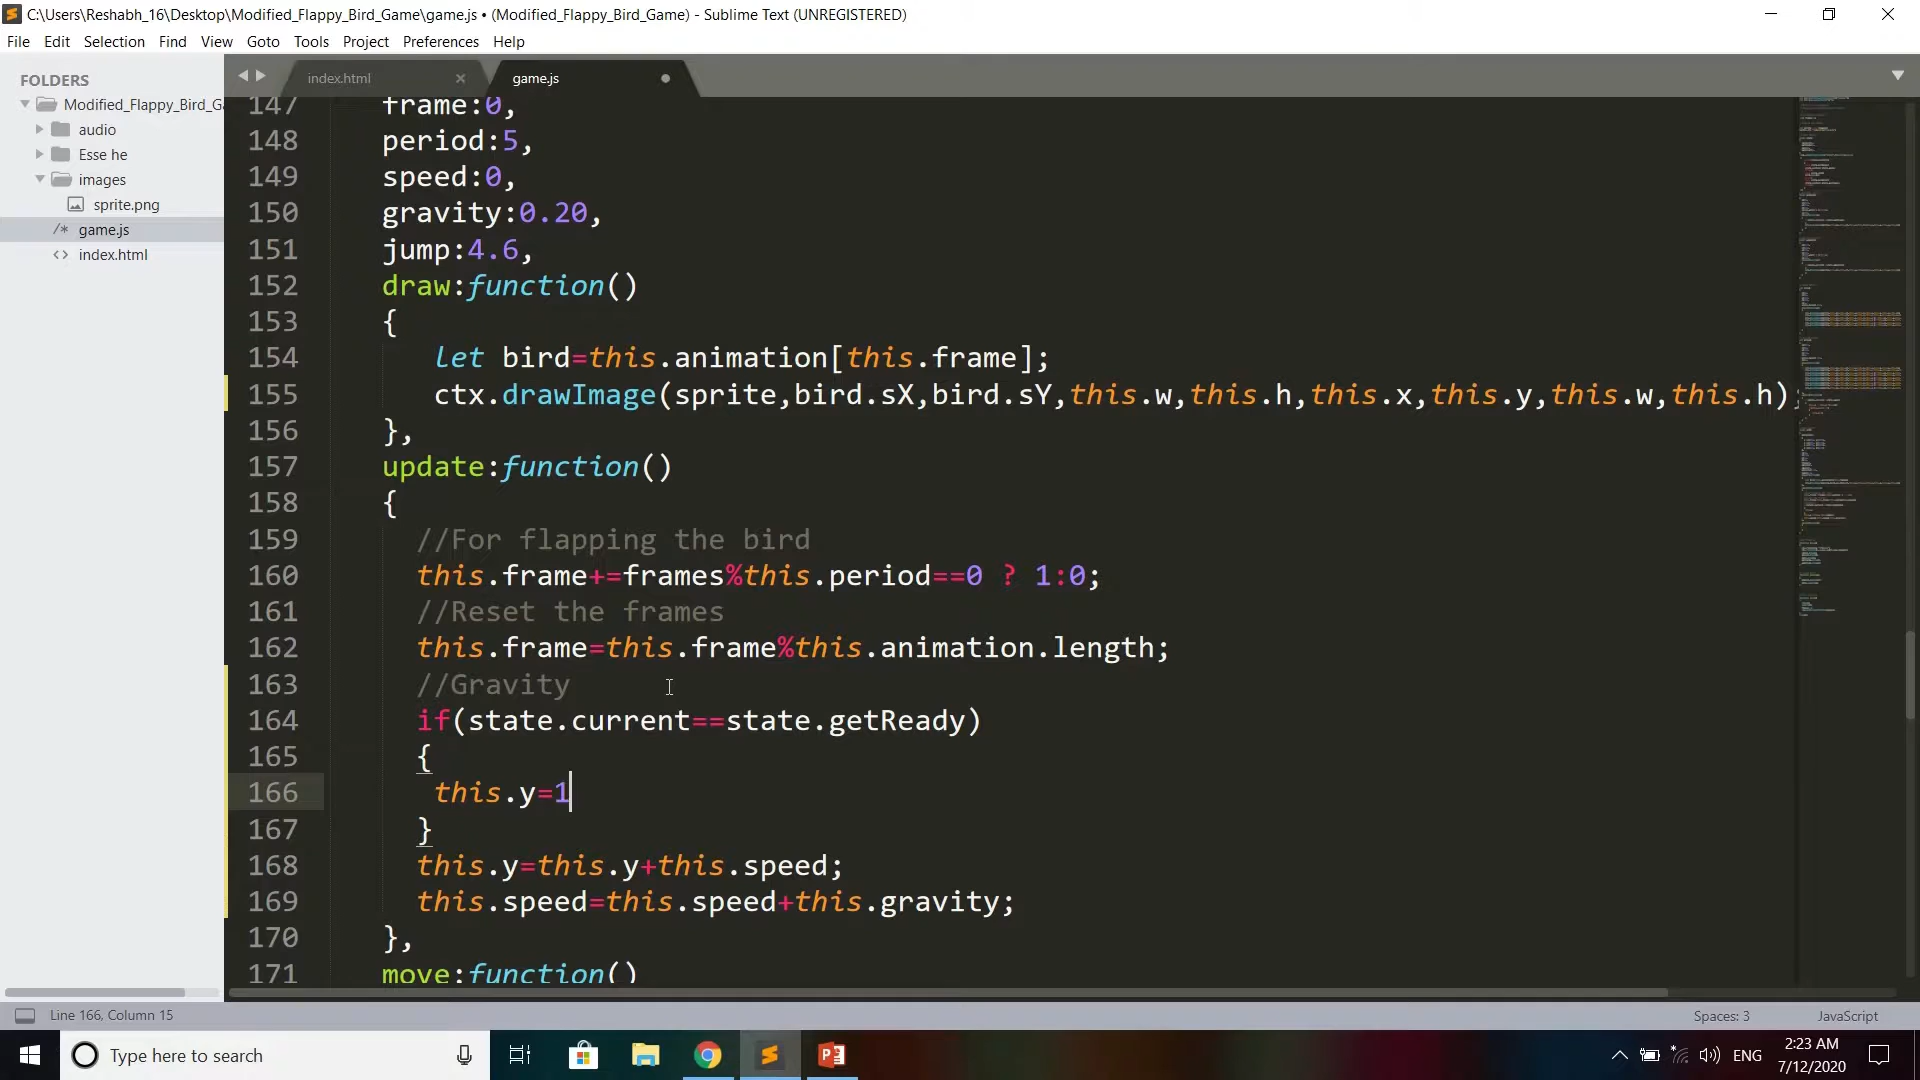 C:\Users\Reshabh_16\Desktop\Modified_Flappy_Bird_Game\game.js • (Modified_Flappy_Bird_Game) - Sublime Text (UNREGISTERED)
File Edit Selection Find View Goto Tools Project Preferences Help
FOLDERS
Modified_Flappy_Bird_Ga
audio
Esse he
images
sprite.png
/* game.js
<> index.html
index.html
game.js
147 frame:0,
148 period:5,
149 speed:0,
150 gravity:0.20,
151 jump:4.6,
152 draw:function()
153 {
154 let bird=this.animation[this.frame];
155 ctx.drawImage(sprite,bird.sX,bird.sY,this.w,this.h,this.x,this.y,this.w,this.h);
156 },
157 update:function()
158 {
159 //For flapping the bird
160 this.frame+=frames%this.period==0 ? 1:0;
161 //Reset the frames
162 this.frame=this.frame%this.animation.length;
163 //Gravity
164 if(state.current==state.getReady)
165 {
166 this.y=1
167 }
168 this.y=this.y+this.speed;
169 this.speed=this.speed+this.gravity;
170 },
171 move:function()
Line 166, Column 15
Spaces: 3
JavaScript
Type here to search
ENG
2:23 AM
7/12/2020